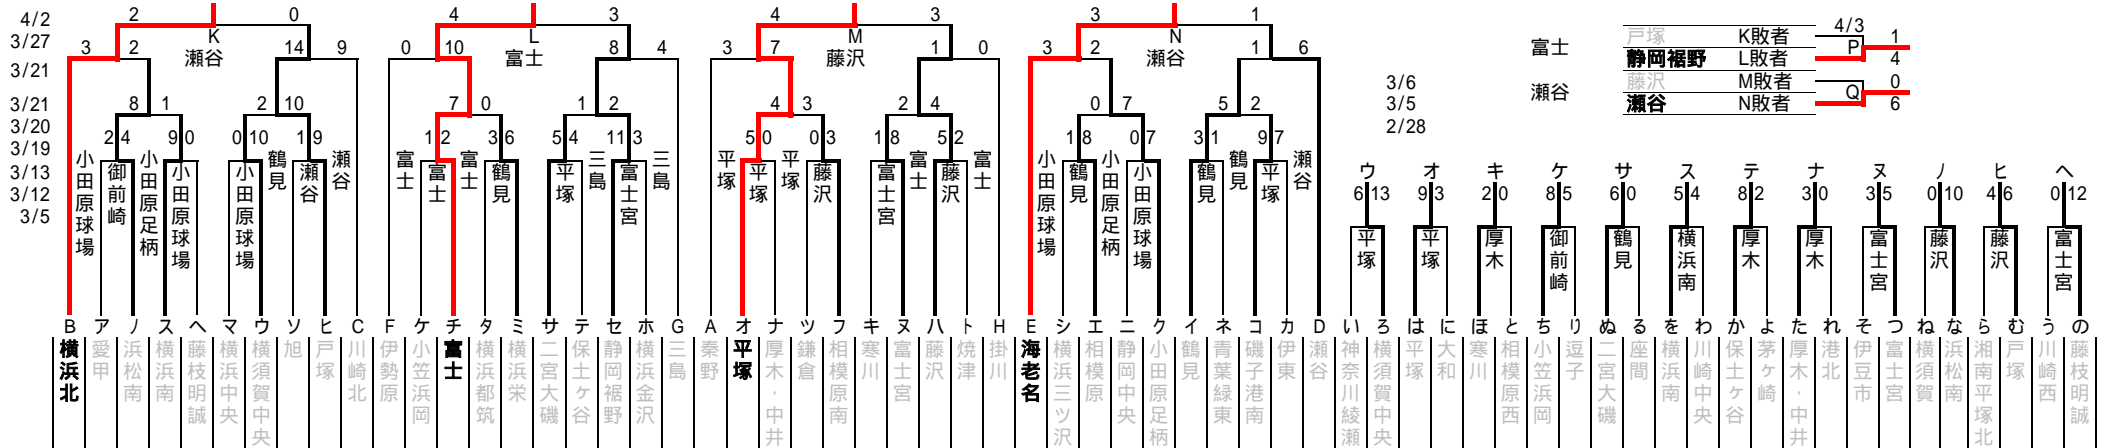 4/2 2 0 4 3 4 3 3 1
K L M N
3/27 3 2 瀬谷 14 9 0 10 富士 8 4 3 7 藤沢 1 0 3 2 瀬谷 1 6
3/21
3/21 8 1 2 10 7 0 1 2 4 3 2 4 0 7 5 2
3/20 2 4 9 0 0 10 1 9 1 2 3 6 5 4 11 3 5 0 0 3 1 8 5 2 1 8 0 7 3 1 9 7
3/19
3/13
3/12
3/5
小田原球場
御前崎
小田原足柄
小田原球場
小田原球場
鶴見
瀬谷
瀬谷
富士
富士
富士
鶴見
平塚
三島
富士宮
三島
平塚
平塚
平塚
藤沢
富士宮
富士
藤沢
富士
小田原球場
鶴見
小田原足柄
小田原球場
鶴見
鶴見
平塚
瀬谷
B 横浜北
ア 愛甲
ノ 浜松南
ス 横浜南
ヘ 藤枝明誠
マ 横浜中央
ウ 横須賀中央
ソ 旭
ヒ 戸塚
C 川崎北
F 伊勢原
ケ 小笠浜岡
チ 富士
タ 横浜都筑
ミ 横浜栄
サ 二宮大磯
テ 保土ヶ谷
セ 静岡裾野
ホ 横浜金沢
G 三島
A 秦野
オ 平塚
ナ 厚木・中井
ツ 鎌倉
フ 相模原南
キ 寒川
ヌ 富士宮
ハ 藤沢
ト 焼津
H 掛川
E 海老名
シ 横浜三ツ沢
エ 相模原
ニ 静岡中央
ク 小田原足柄
イ 鶴見
ネ 青葉緑東
コ 磯子港南
カ 伊東
D 瀬谷
富士 戸塚 K敗者 4/3 1
静岡裾野 L敗者 P 4
瀬谷 藤沢 M敗者 0
瀬谷 N敗者 Q 6
3/6
3/5
2/28
ウ オ キ ケ サ ス テ ナ ヌ ノ ヒ ヘ
6 13 9 3 2 0 8 5 6 0 5 4 8 2 3 0 3 5 0 10 4 6 0 12
平塚
平塚
厚木
御前崎
鶴見
横浜南
厚木
厚木
富士宮
藤沢
藤沢
富士宮
い 神奈川綾瀬
ろ 横須賀中央
は 平塚
に 大和
ほ 寒川
と 相模原西
ち 小笠浜岡
り 逗子
ぬ 二宮大磯
る 座間
を 横浜南
わ 川崎中央
か 保土ヶ谷
よ 茅ヶ崎
た 厚木・中井
れ 港北
そ 伊豆市
つ 富士宮
ね 横須賀
な 浜松南
ら 湘南平塚北
む 戸塚
う 川崎西
の 藤枝明誠